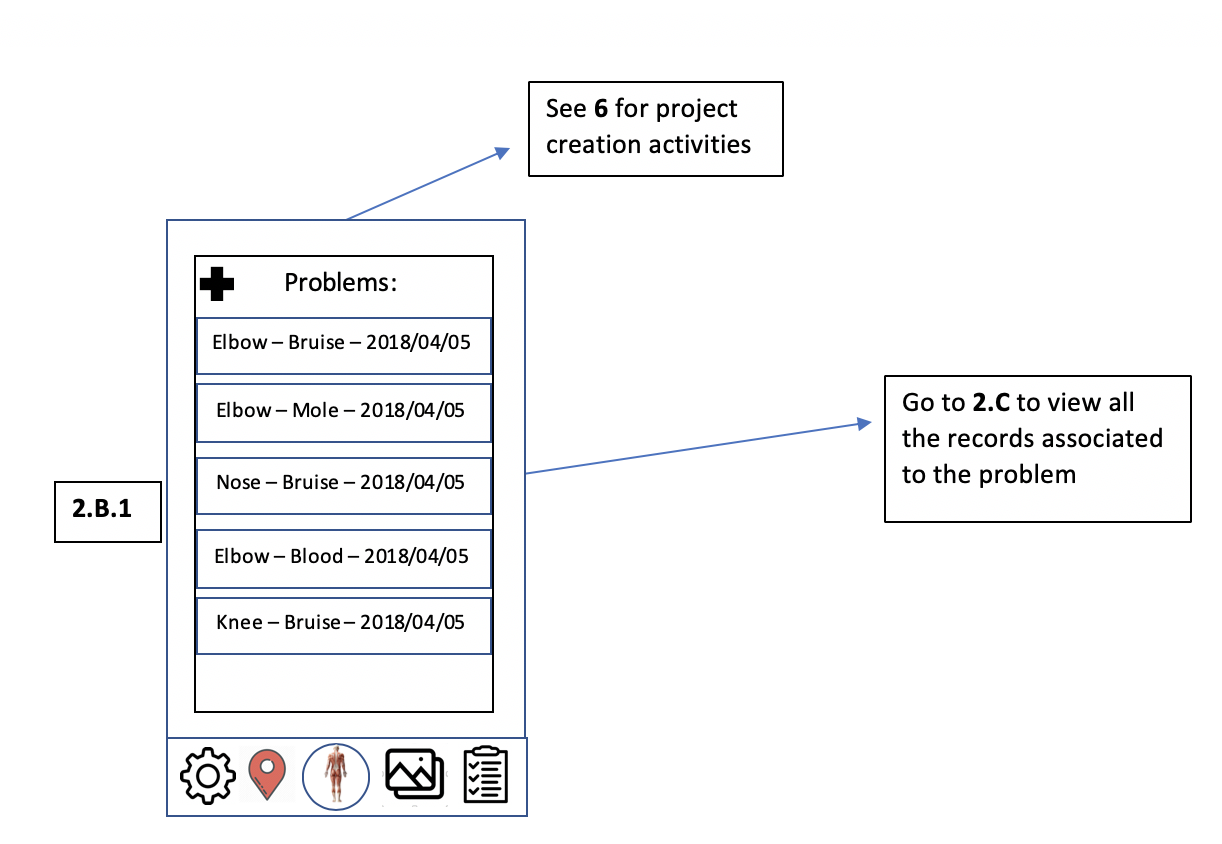 See 6 for project
creation activities
Problems:
Elbow – Bruise – 2018/04/05
Elbow – Mole – 2018/04/05
Nose – Bruise – 2018/04/05
Elbow – Blood – 2018/04/05
Knee – Bruise – 2018/04/05
Go to 2.C to view all
the records associated
to the problem
2.B.1